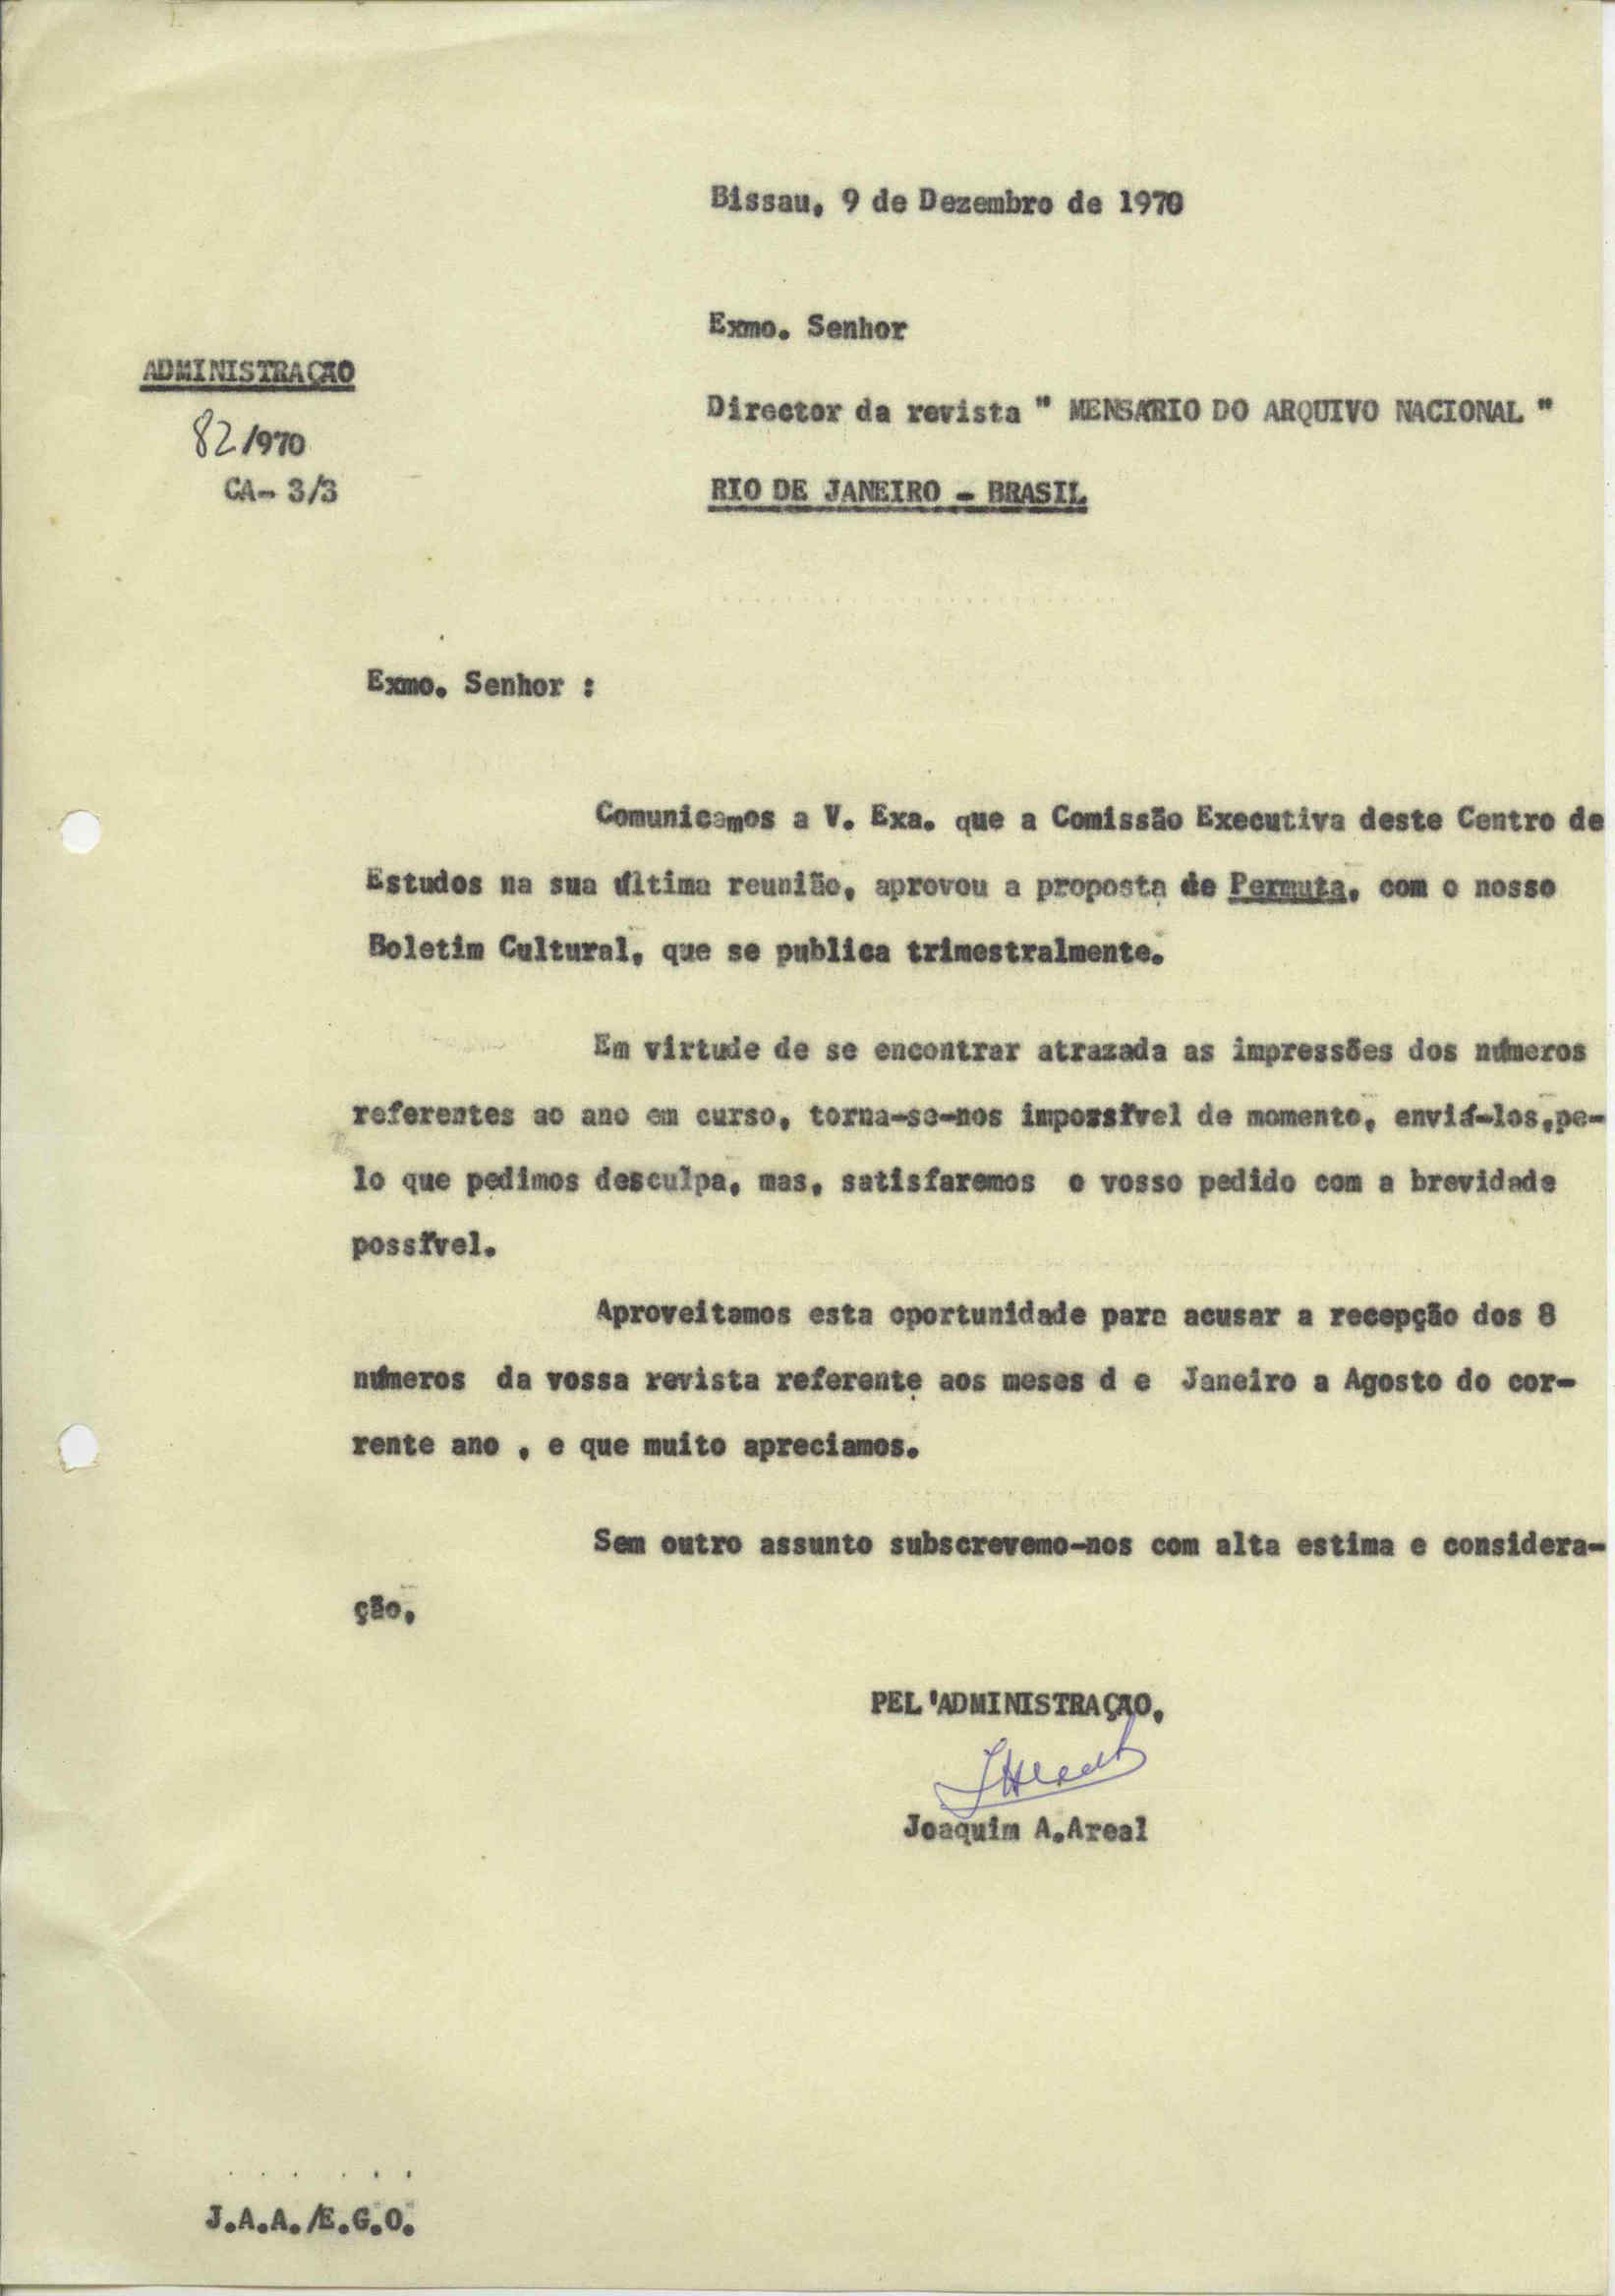 Bissau, 9 de Dezembro de 1970
Exmo. Senhor
ADMINISTRAÇÃO
Director da revista " MENSÁRIO DO ARQUIVO NACIONAL "
82/970
CA- 3/3
RIO DE JANEIRO - BRASIL
Exmo. Senhor :
Comunicamos a V. Exa. que a Comissão Executiva deste Centro de
Estudos na sua última reunião, aprovou a proposta de Permuta, com o nosso
Boletim Cultural, que se publica trimestralmente.
Em virtude de se encontrar atrazada as impressões dos números
referentes ao ano em curso, torna-se-nos impossível de momento, enviá-los,pe-
lo que pedimos desculpa, mas, satisfaremos o vosso pedido com a brevidade
possível.
Aproveitamos esta oportunidade para acusar a recepção dos 8
números da vossa revista referente aos meses d e Janeiro a Agosto do cor-
rente ano , e que muito apreciamos.
Sem outro assunto subscrevemo-nos com alta estima e considera-
ção,
PEL'ADMINISTRAÇÃO,
Joaquim A.Areal
J.A.A./E.G.O.